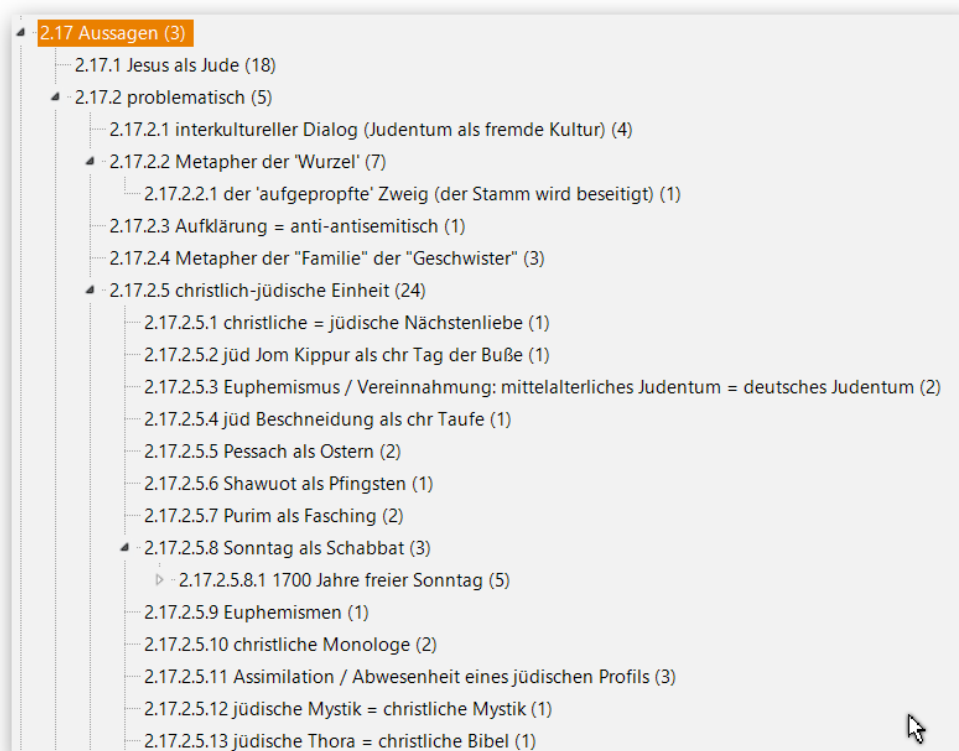 2.17 Aussagen (3)
2.17.1 Jesus als Jude (18)
2.17.2 problematisch (5)
2.17.2.1 interkultureller Dialog (Judentum als fremde Kultur) (4)
2.17.2.2 Metapher der 'Wurzel' (7)
2.17.2.2.1 der 'aufgepropfte' Zweig (der Stamm wird beseitigt) (1)
2.17.2.3 Aufklärung = anti-antisemitisch (1)
2.17.2.4 Metapher der "Familie" der "Geschwister" (3)
2.17.2.5 christlich-jüdische Einheit (24)
2.17.2.5.1 christliche = jüdische Nächstenliebe (1)
2.17.2.5.2 jüd Jom Kippur als chr Tag der Buße (1)
2.17.2.5.3 Euphemismus / Vereinnahmung: mittelalterliches Judentum = deutsches Judentum (2)
2.17.2.5.4 jüd Beschneidung als chr Taufe (1)
2.17.2.5.5 Pessach als Ostern (2)
2.17.2.5.6 Shawuot als Pfingsten (1)
2.17.2.5.7 Purim als Fasching (2)
2.17.2.5.8 Sonntag als Schabbat (3)
2.17.2.5.8.1 1700 Jahre freier Sonntag (5)
2.17.2.5.9 Euphemismen (1)
2.17.2.5.10 christliche Monologe (2)
2.17.2.5.11 Assimilation / Abwesenheit eines jüdischen Profils (3)
2.17.2.5.12 jüdische Mystik = christliche Mystik (1)
2.17.2.5.13 jüdische Thora = christliche Bibel (1)